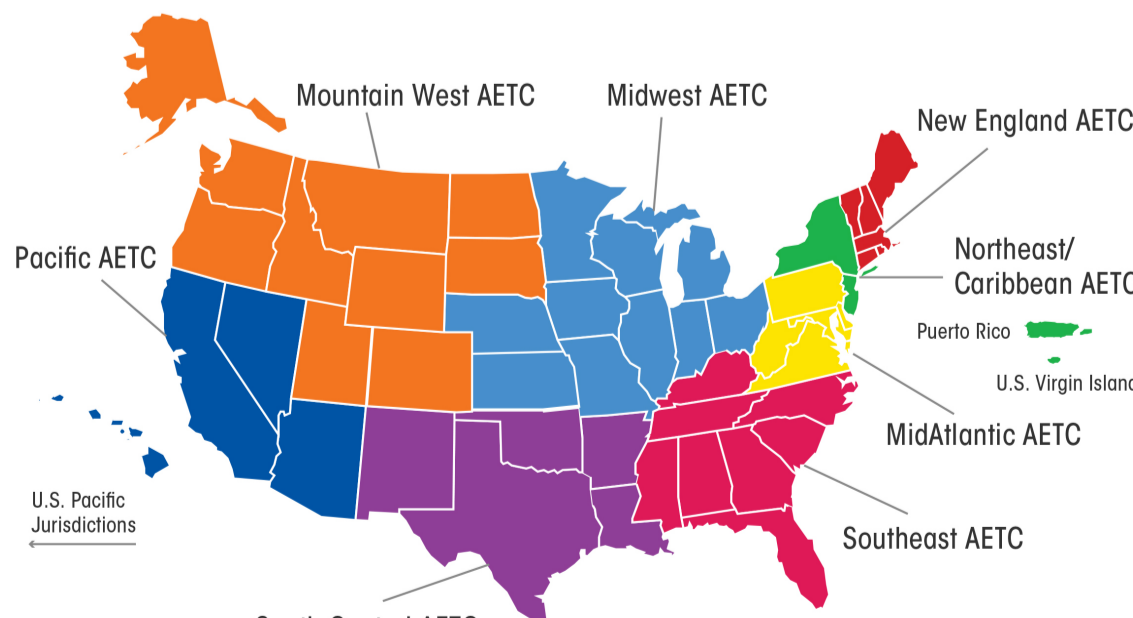 Mountain West AETC
Midwest AETC
New England AETC
Pacific AETC
Northeast/
Caribbean AETC
Puerto Rico
U.S. Virgin
MidAtlantic AETC
U.S. Pacific
Jurisdictions
Southeast AETC